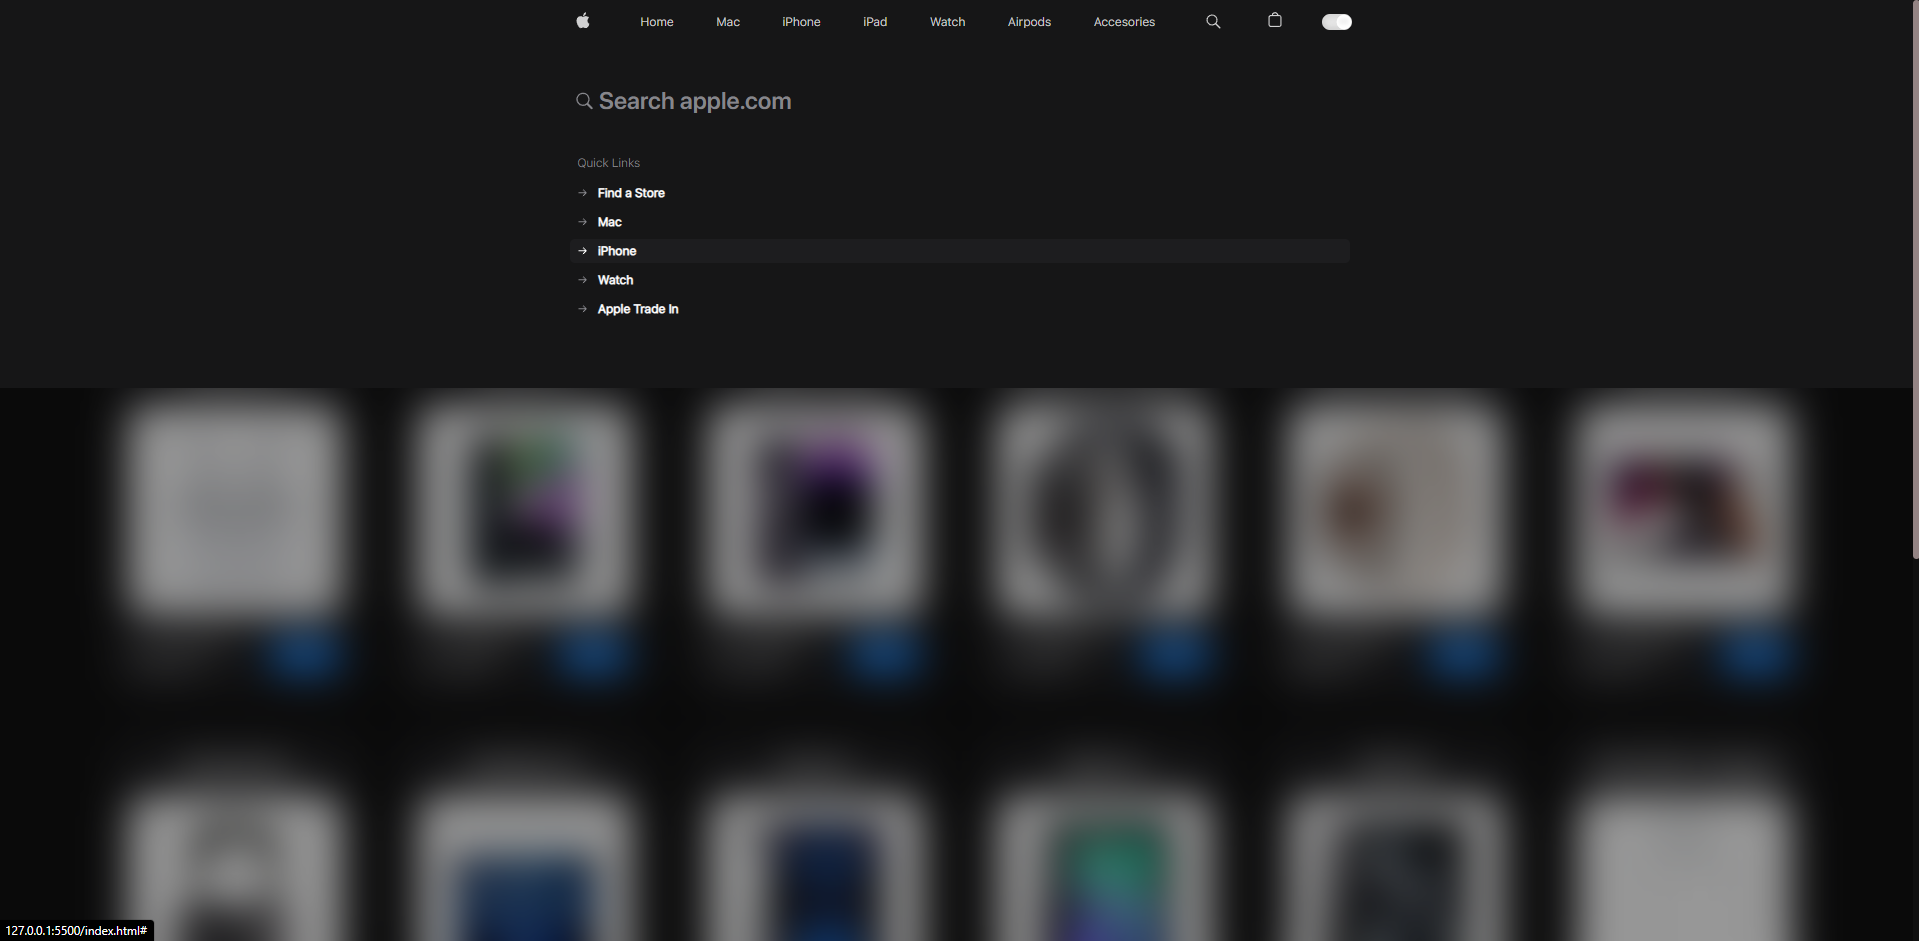 Home Mac iPhone iPad Watch Airpods Accesories
Search apple.com
Quick Links
→ Find a Store
→ Mac
→ iPhone
→ Watch
→ Apple Trade In
127.0.0.1:5500/index.html#